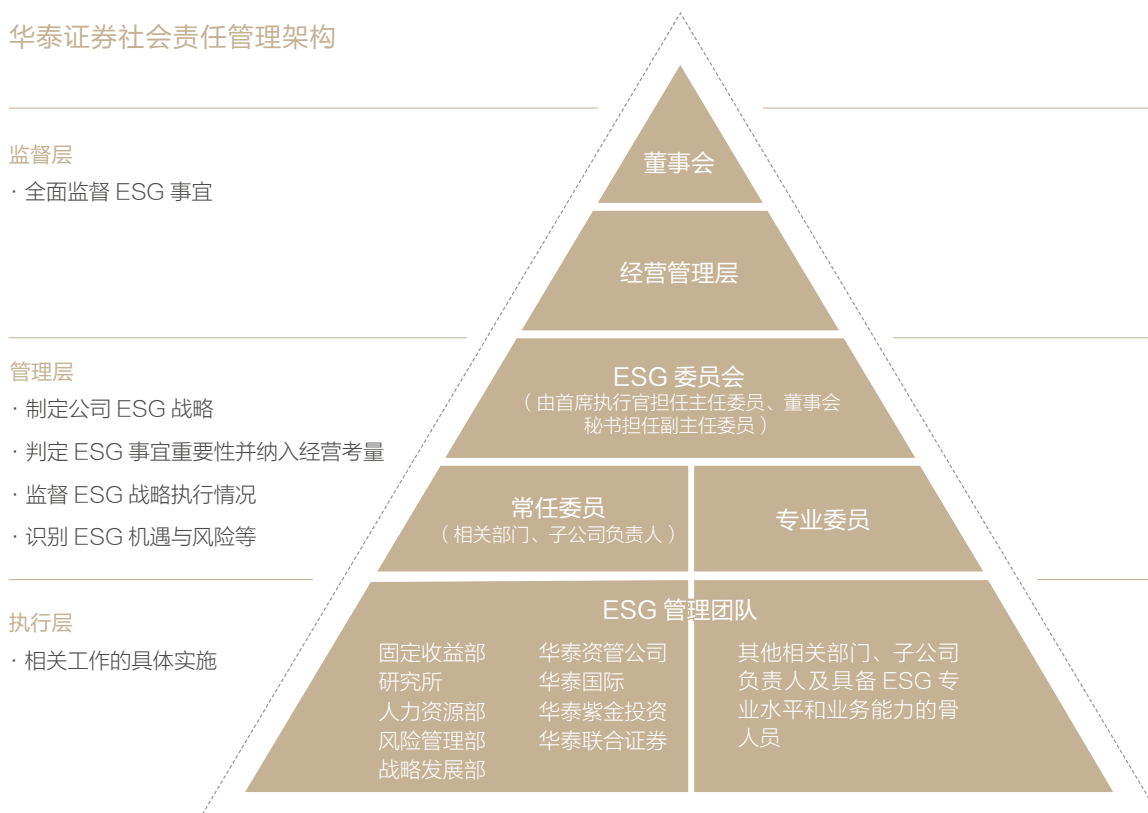 华泰证券社会责任管理架构
监督层
· 全面监督 ESG 事宜
董事会
经营管理层
管理层
· 制定公司 ESG 战略
· 判定 ESG 事宜重要性并纳入经营考量
· 监督 ESG 战略执行情况
· 识别 ESG 机遇与风险等
ESG 委员会
（由首席执行官担任主任委员、董事会
秘书担任副主任委员）
常任委员
（相关部门、子公司负责人）
专业委员
执行层
· 相关工作的具体实施
ESG 管理团队
固定收益部
研究所
人力资源部
风险管理部
战略发展部
华泰资管公司
华泰国际
华泰紫金投资
华泰联合证券
其他相关部门、子公司
负责人及具备 ESG 专
业水平和业务能力的骨
人员